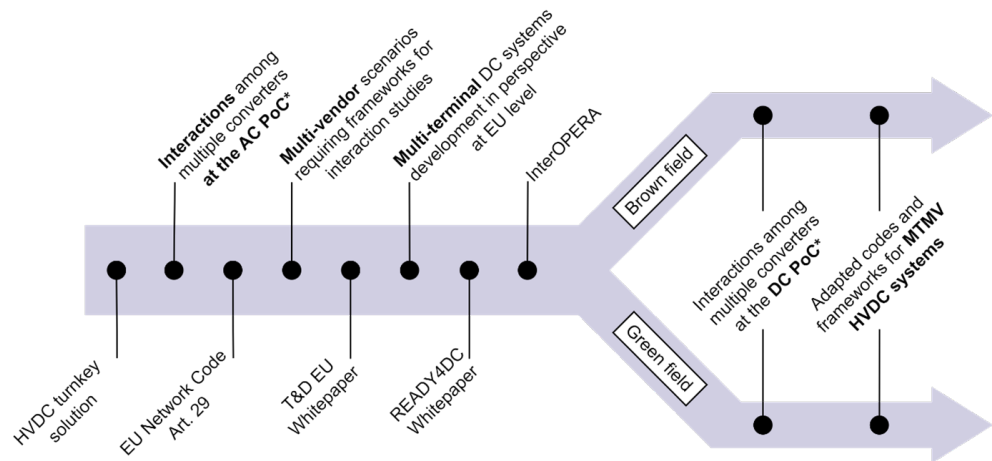 Interactions among
multiple converters
at the AC PoC*
Multi-vendor scenarios
requiring frameworks for
interaction studies
Multi-terminal DC systems
development in perspective
at EU level
InterOPERA
HVDC turnkey
solution
EU Network Code
Art. 29
T&D EU
Whitepaper
READY4DC
Whitepaper
Brown field
Green field
Interactions among
multiple converters
at the DC PoC*
Adapted codes and
frameworks for MTMV
HVDC systems